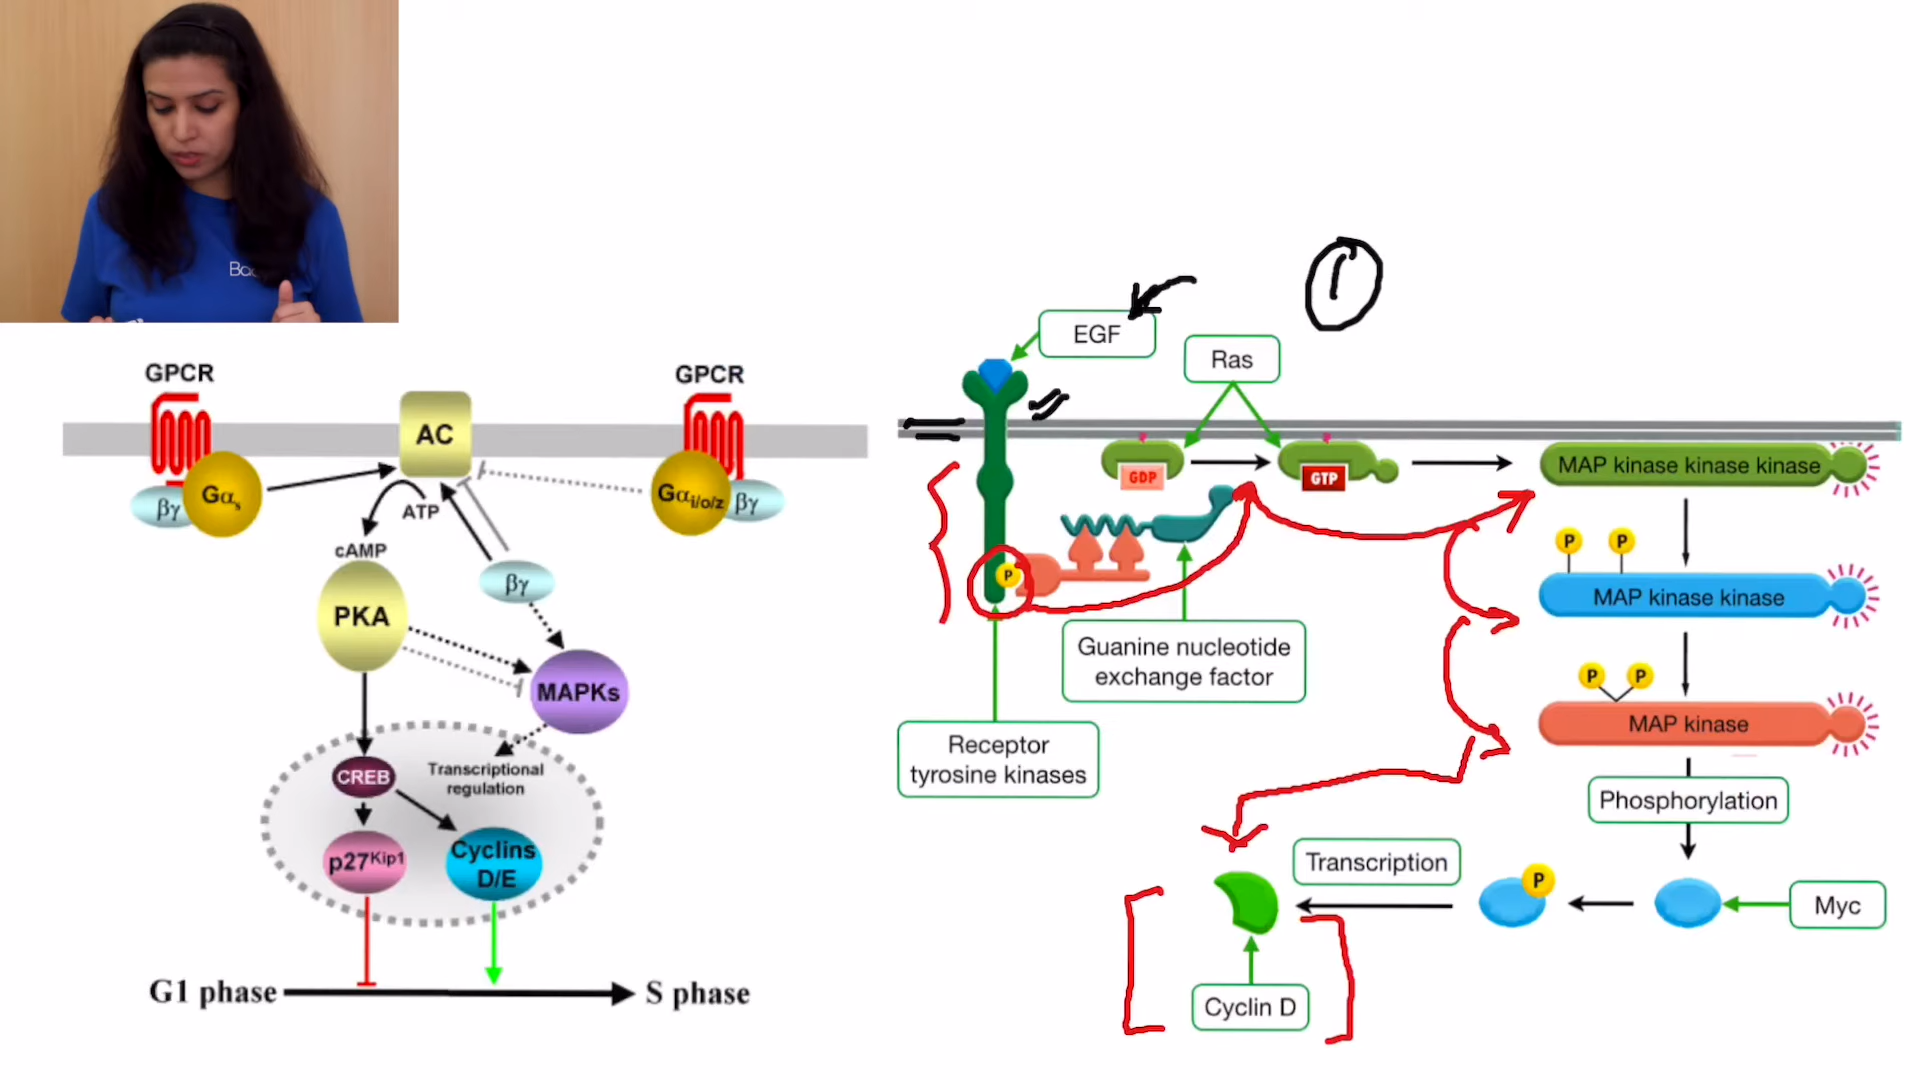 Bac
GPCR
AC
GPCR
βγ
Gαs
ATP
Gαi/o/z
βγ
cAMP
βγ
PKA
MAPKs
CREB
Transcriptional
regulation
p27Kip1
Cyclins
D/E
G1 phase
S phase
1
EGF
Ras
GDP
GTP
MAP kinase kinase kinase
P
P
P
MAP kinase kinase
Guanine nucleotide
exchange factor
P
P
MAP kinase
Receptor
tyrosine kinases
Phosphorylation
Transcription
P
Myc
Cyclin D